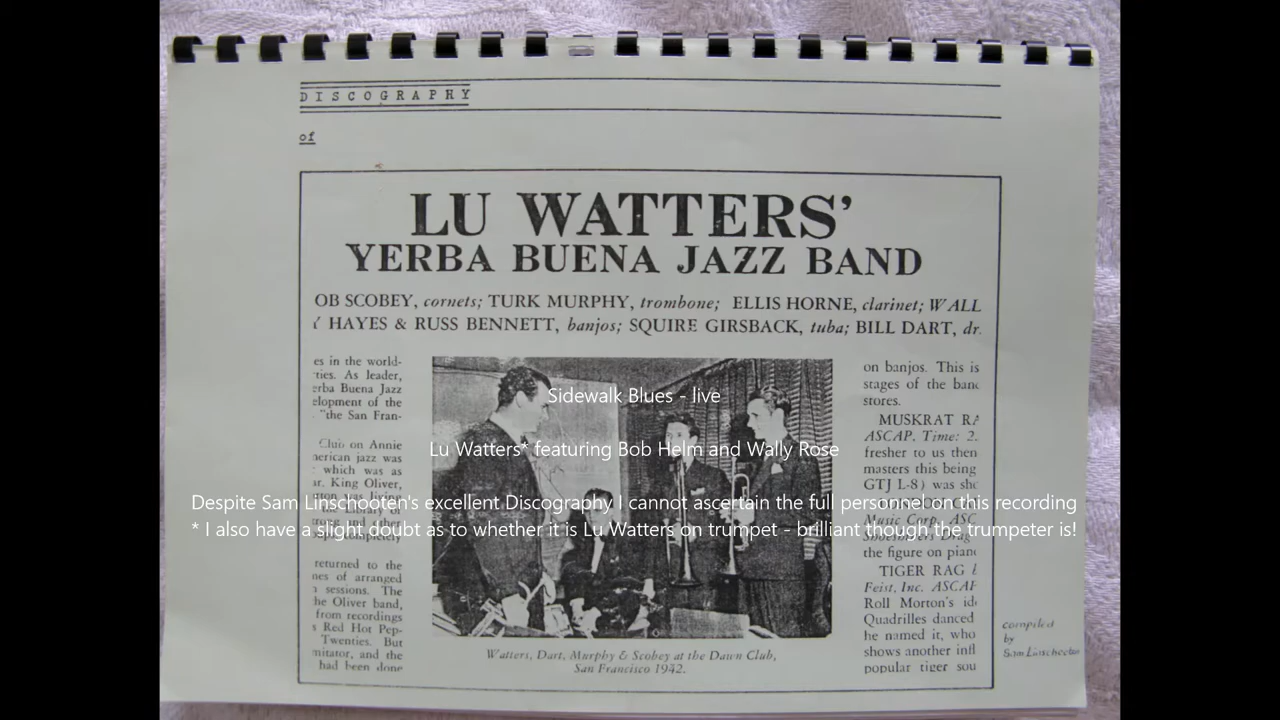 DISCOGRAPHY
of
LU WATTERS'
YERBA BUENA JAZZ BAND
OB SCOBEY, cornets; TURK MURPHY, trombone; ELLIS HORNE, clarinet; WALL
Y HAYES & RUSS BENNETT, banjos; SQUIRE GIRSBACK, tuba; BILL DART, dr.
es in the world-
ties. As leader,
erba Buena Jazz
elopment of the
"the San Fran-
Club on Annie
nerican jazz was
which was as
ar. King Oliver,
returned to the
nes of arranged
n sessions. The
he Oliver band,
from recordings
s Red Hot Pep-
Twenties. But
mitator, and the
had been done
Sidewalk Blues - live
Lu Watters* featuring Bob Helm and Wally Rose
Despite Sam Linschooten's excellent Discography I cannot ascertain the full personnel on this recording
* I also have a slight doubt as to whether it is Lu Watters on trumpet - brilliant though the trumpeter is!
Watters, Dart, Murphy & Scobey at the Dawn Club,
San Francisco 1942.
on banjos. This is
stages of the band
stores.
MUSKRAT RA
ASCAP. Time: 2.
fresher to us then
masters this being
GTJ L-8) was sho
Music Corp. ASC
the figure on piano
TIGER RAG
Feist, Inc. ASCAP
Roll Morton's ide
Quadrilles danced
he named it, who
shows another infl
popular tiger sou
compiled
by
Sam Linschooten